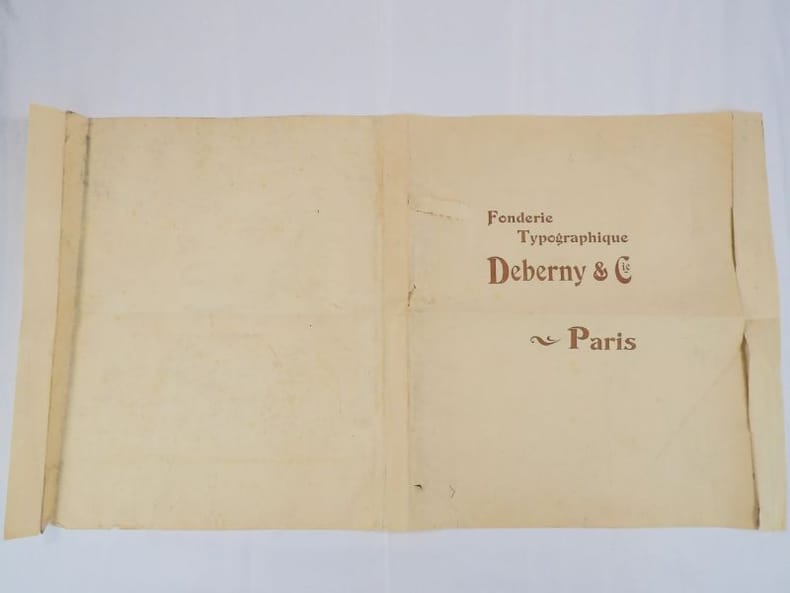 Fonderie
Typographique
Deberny & Cie
Paris